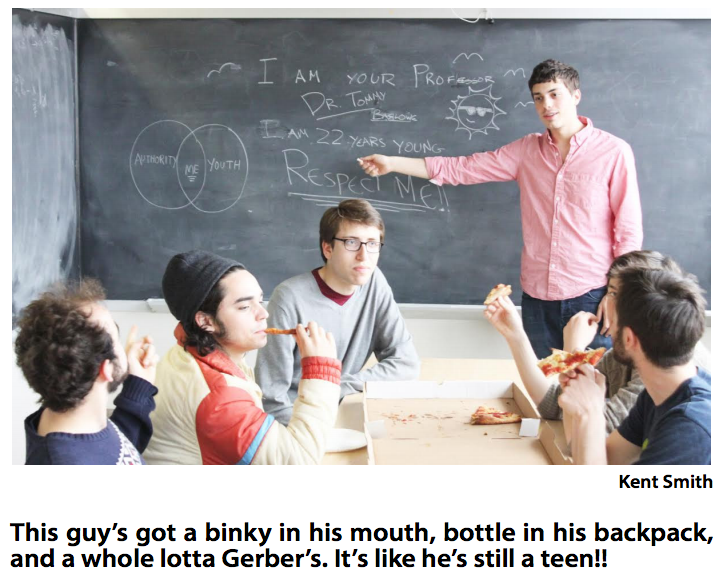 I AM YOUR PROFESSOR
DR. TOMMY
I AM 22 YEARS YOUNG
AUTHORITY ME YOUTH
RESPECT ME!!
Kent Smith
This guy's got a binky in his mouth, bottle in his backpack,
and a whole lotta Gerber's. It's like he's still a teen!!